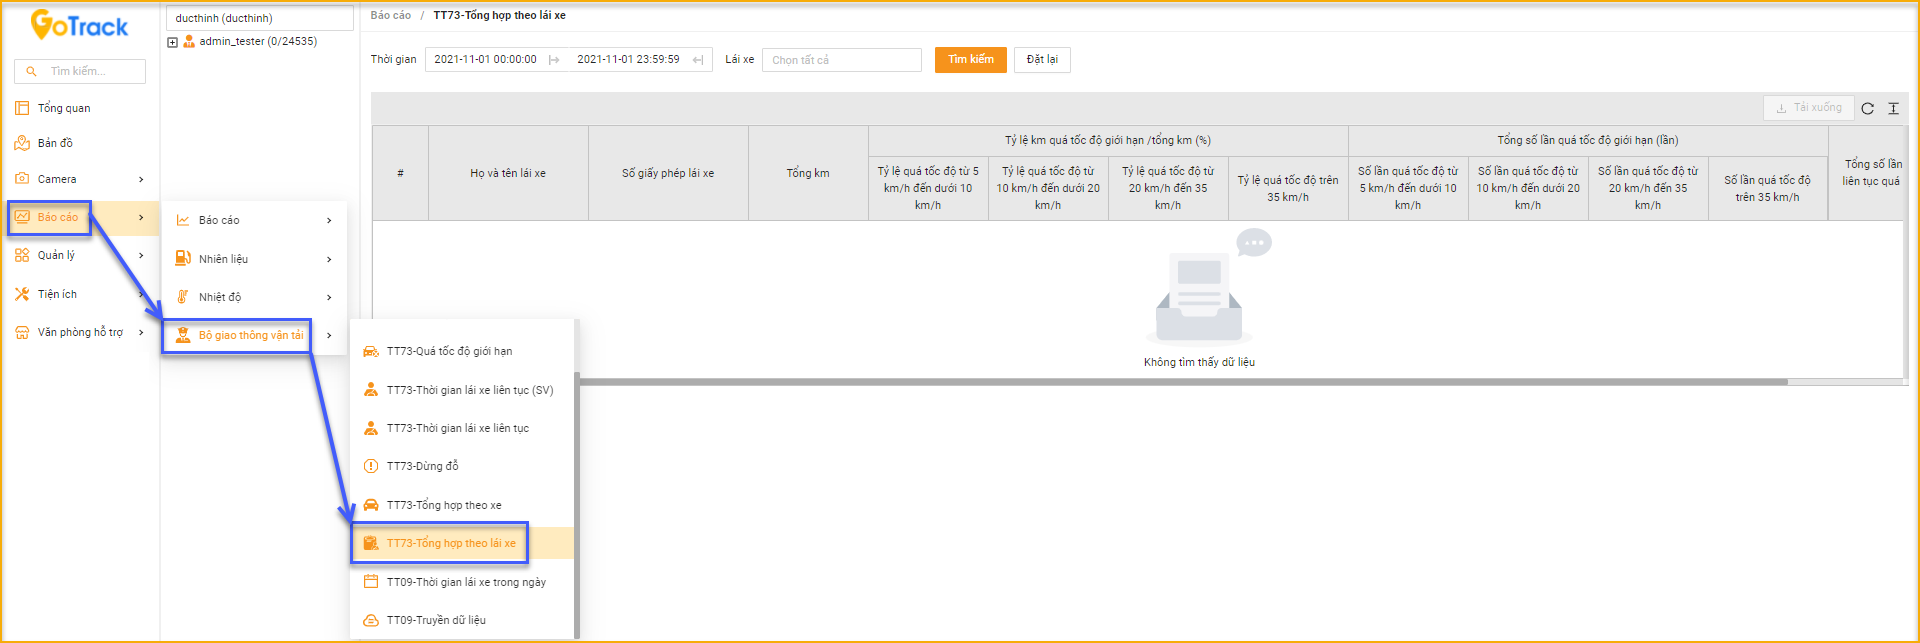 GoTrack
Tìm kiếm...
Tổng quan
Bản đồ
Camera
Báo cáo
Quản lý
Tiện ích
Văn phòng hỗ trợ
ducthinh (ducthinh)
admin_tester (0/24535)
Báo cáo
Nhiên liệu
Nhiệt độ
Bộ giao thông vận tải
TT73-Quá tốc độ giới hạn
TT73-Thời gian lái xe liên tục (SV)
TT73-Thời gian lái xe liên tục
TT73-Dừng đỗ
TT73-Tổng hợp theo xe
TT73-Tổng hợp theo lái xe
TT09-Thời gian lái xe trong ngày
TT09-Truyền dữ liệu
Báo cáo / TT73-Tổng hợp theo lái xe
Thời gian 2021-11-01 00:00:00 2021-11-01 23:59:59 Lái xe Chọn tất cả Tìm kiếm Đặt lại
Tải xuống
#
Họ và tên lái xe
Số giấy phép lái xe
Tổng km
Tỷ lệ km quá tốc độ giới hạn /tổng km (%)
Tỷ lệ quá tốc độ từ 5
km/h đến dưới 10
km/h
Tỷ lệ quá tốc độ từ
10 km/h đến dưới 20
km/h
Tỷ lệ quá tốc độ từ
20 km/h đến 35
km/h
Tỷ lệ quá tốc độ trên
35 km/h
Tổng số lần quá tốc độ giới hạn (lần)
Số lần quá tốc độ từ
5 km/h đến dưới 10
km/h
Số lần quá tốc độ từ
10 km/h đến dưới 20
km/h
Số lần quá tốc độ từ
20 km/h đến 35
km/h
Số lần quá tốc độ
trên 35 km/h
Tổng số lần
liên tục quá
Không tìm thấy dữ liệu